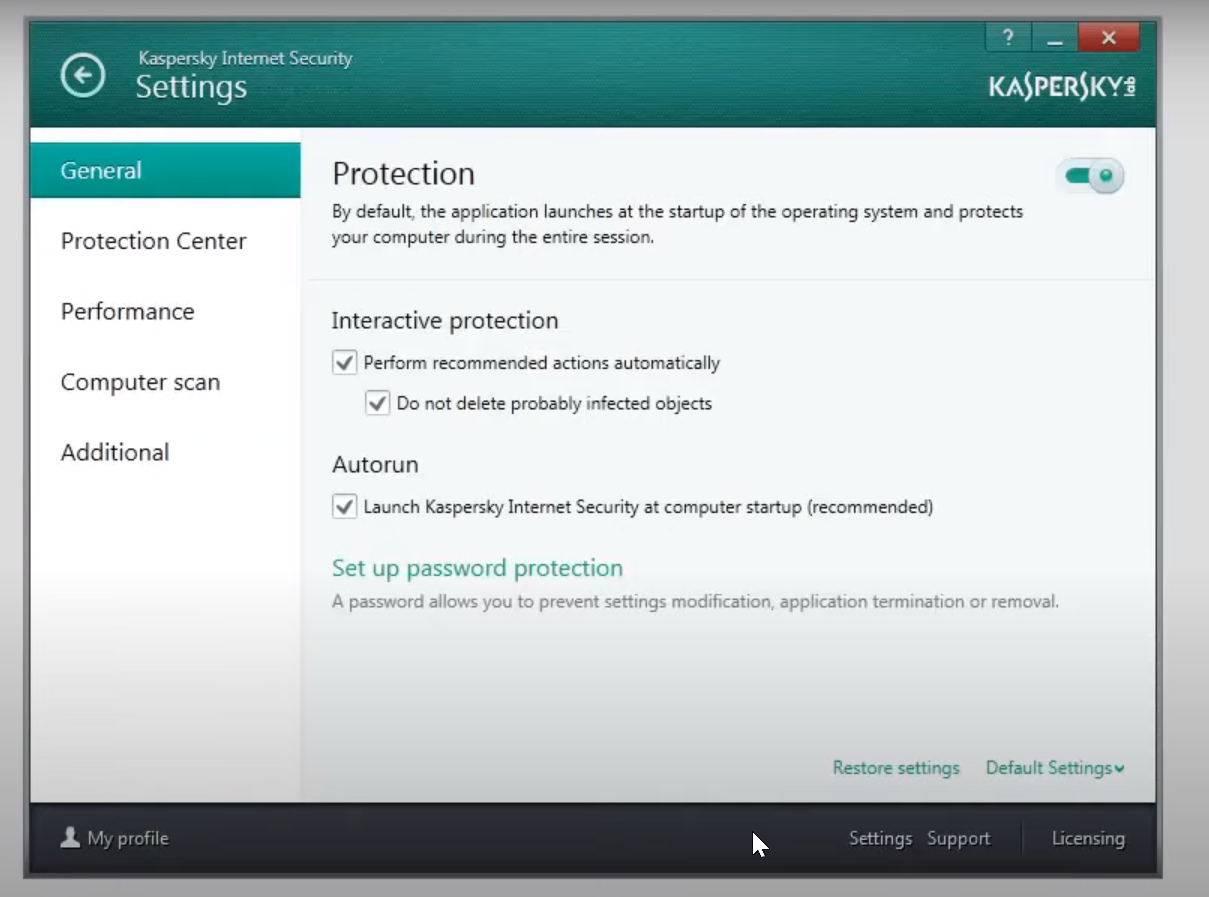 ?
Kaspersky Internet Security
Settings
KASPERSKY lab
General
Protection Center
Performance
Computer scan
Additional
Protection
By default, the application launches at the startup of the operating system and protects
your computer during the entire session.
Interactive protection
Perform recommended actions automatically
Do not delete probably infected objects
Autorun
Launch Kaspersky Internet Security at computer startup (recommended)
Set up password protection
A password allows you to prevent settings modification, application termination or removal.
Restore settings Default Settings
My profile
Settings Support Licensing